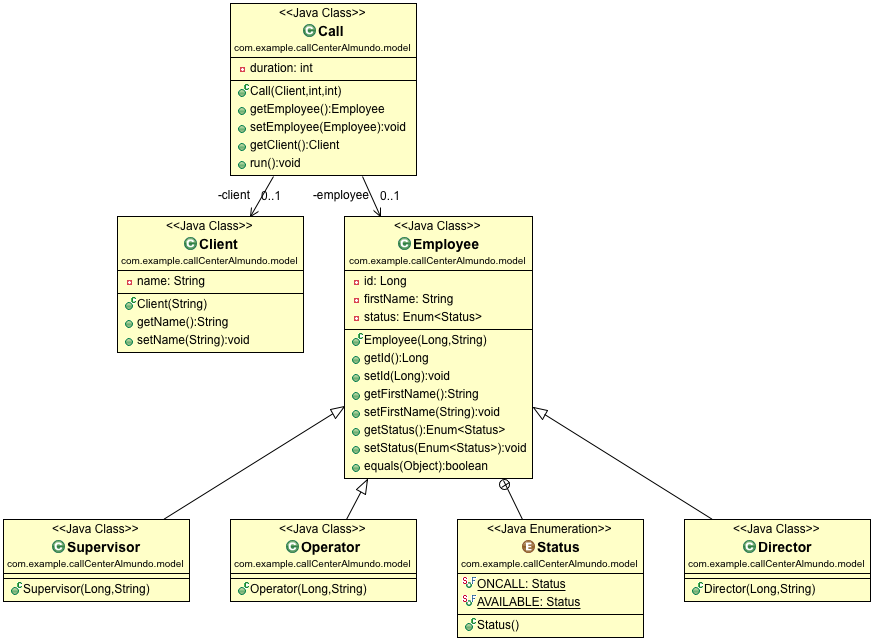 <<Java Class>>
Call
com.example.callCenterAlmundo.model
duration: int
Call(Client,int,int)
getEmployee():Employee
setEmployee(Employee):void
getClient():Client
run():void
-client 0..1
-employee 0..1
<<Java Class>>
Client
com.example.callCenterAlmundo.model
name: String
Client(String)
getName():String
setName(String):void
<<Java Class>>
Employee
com.example.callCenterAlmundo.model
id: Long
firstName: String
status: Enum<Status>
Employee(Long,String)
getId():Long
setId(Long):void
getFirstName():String
setFirstName(String):void
getStatus():Enum<Status>
setStatus(Enum<Status>):void
equals(Object):boolean
<<Java Class>>
Supervisor
com.example.callCenterAlmundo.model
Supervisor(Long,String)
<<Java Class>>
Operator
com.example.callCenterAlmundo.model
Operator(Long,String)
<<Java Enumeration>>
Status
com.example.callCenterAlmundo.model
ONCALL: Status
AVAILABLE: Status
Status()
<<Java Class>>
Director
com.example.callCenterAlmundo.model
Director(Long,String)